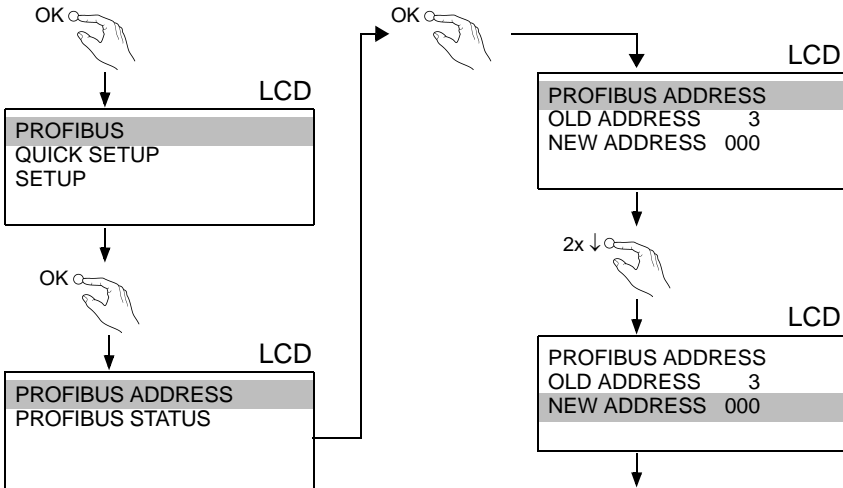 OK
LCD
PROFIBUS
QUICK SETUP
SETUP
OK
LCD
PROFIBUS ADDRESS
PROFIBUS STATUS
OK
LCD
PROFIBUS ADDRESS
OLD ADDRESS 3
NEW ADDRESS 000
2x ↓
LCD
PROFIBUS ADDRESS
OLD ADDRESS 3
NEW ADDRESS 000